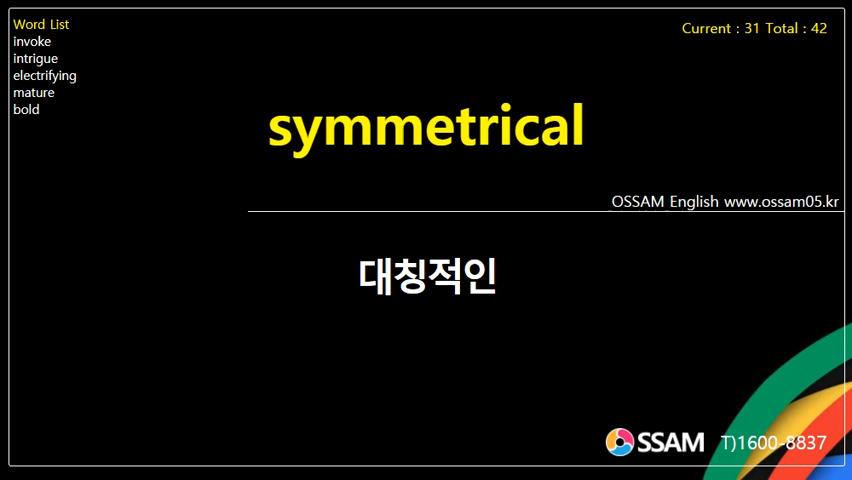 Word List
invoke
intrigue
electrifying
mature
bold
Current : 31 Total : 42
symmetrical
OSSAM English www.ossam05.kr
대칭적인
OSSAM T)1600-8837